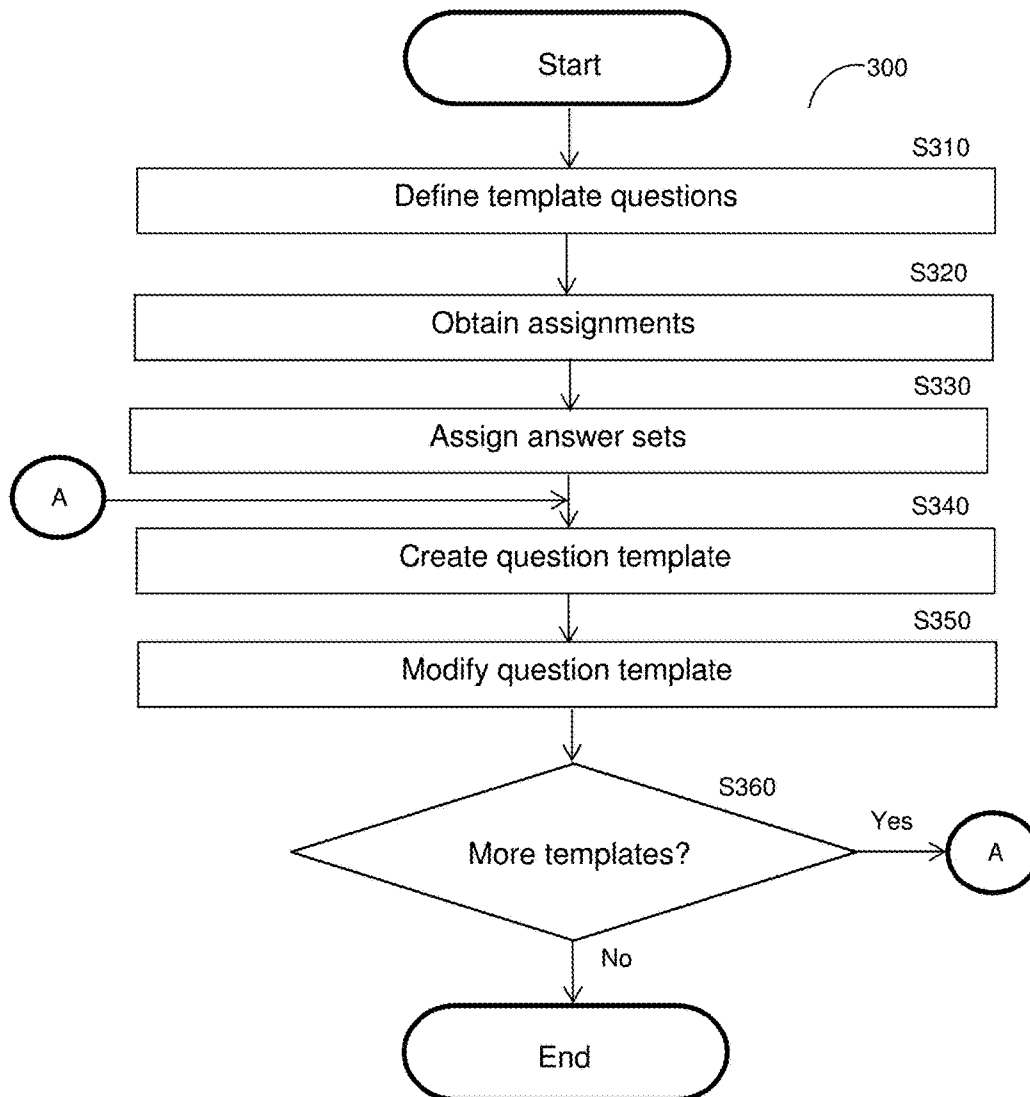 Start
300
S310
Define template questions
S320
Obtain assignments
S330
Assign answer sets
A
S340
Create question template
S350
Modify question template
S360
Yes
More templates?
A
No
End